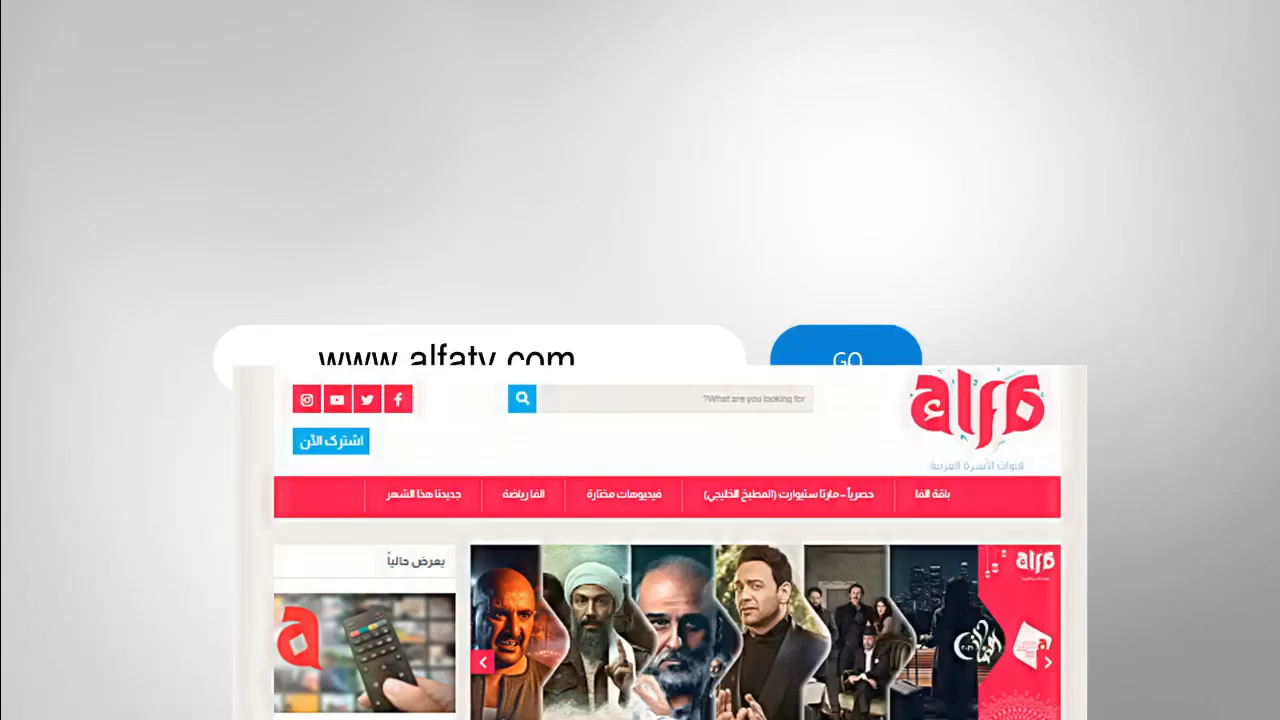 www.alfatv.com
GO
?What are you looking for
alfa
قنوات الأسرة العربية
اشترك الآن
باقة الفا
حصرياً – مارتا ستيوارت (المطبخ الخليجي)
فيديوهات مختارة
الفا رياضة
جديدنا هذا الشهر
يعرض حالياً
alfa